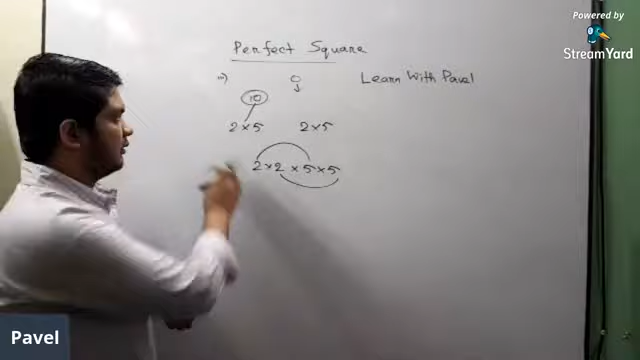 Powered by
StreamYard
Perfect Square
Learn With Pavel
10
2 × 5 2 × 5
2 × 2 × 5 × 5
Pavel